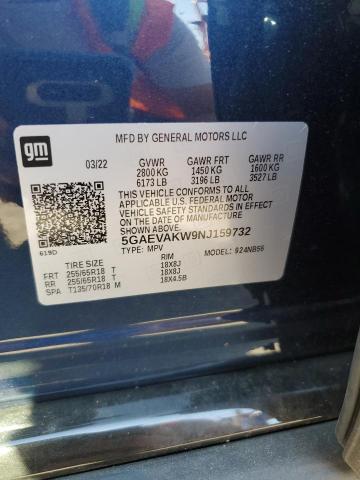 gm
MFD BY GENERAL MOTORS LLC
03/22 GVWR GAWR FRT GAWR RR
2800 KG 1450 KG 1600 KG
6173 LB 3196 LB 3527 LB
THIS VEHICLE CONFORMS TO ALL
APPLICABLE U.S. FEDERAL MOTOR
VEHICLE SAFETY STANDARDS IN EFFECT
ON THE DATE OF MANUFACTURE
619D 5GAEVAKW9NJ159732
TYPE: MPV MODEL: 924NB56
TIRE SIZE RIM
FRT 255/65R18 T 18X8J
RR 255/65R18 T 18X8J
SPA T135/70R18 M 18X4.5B